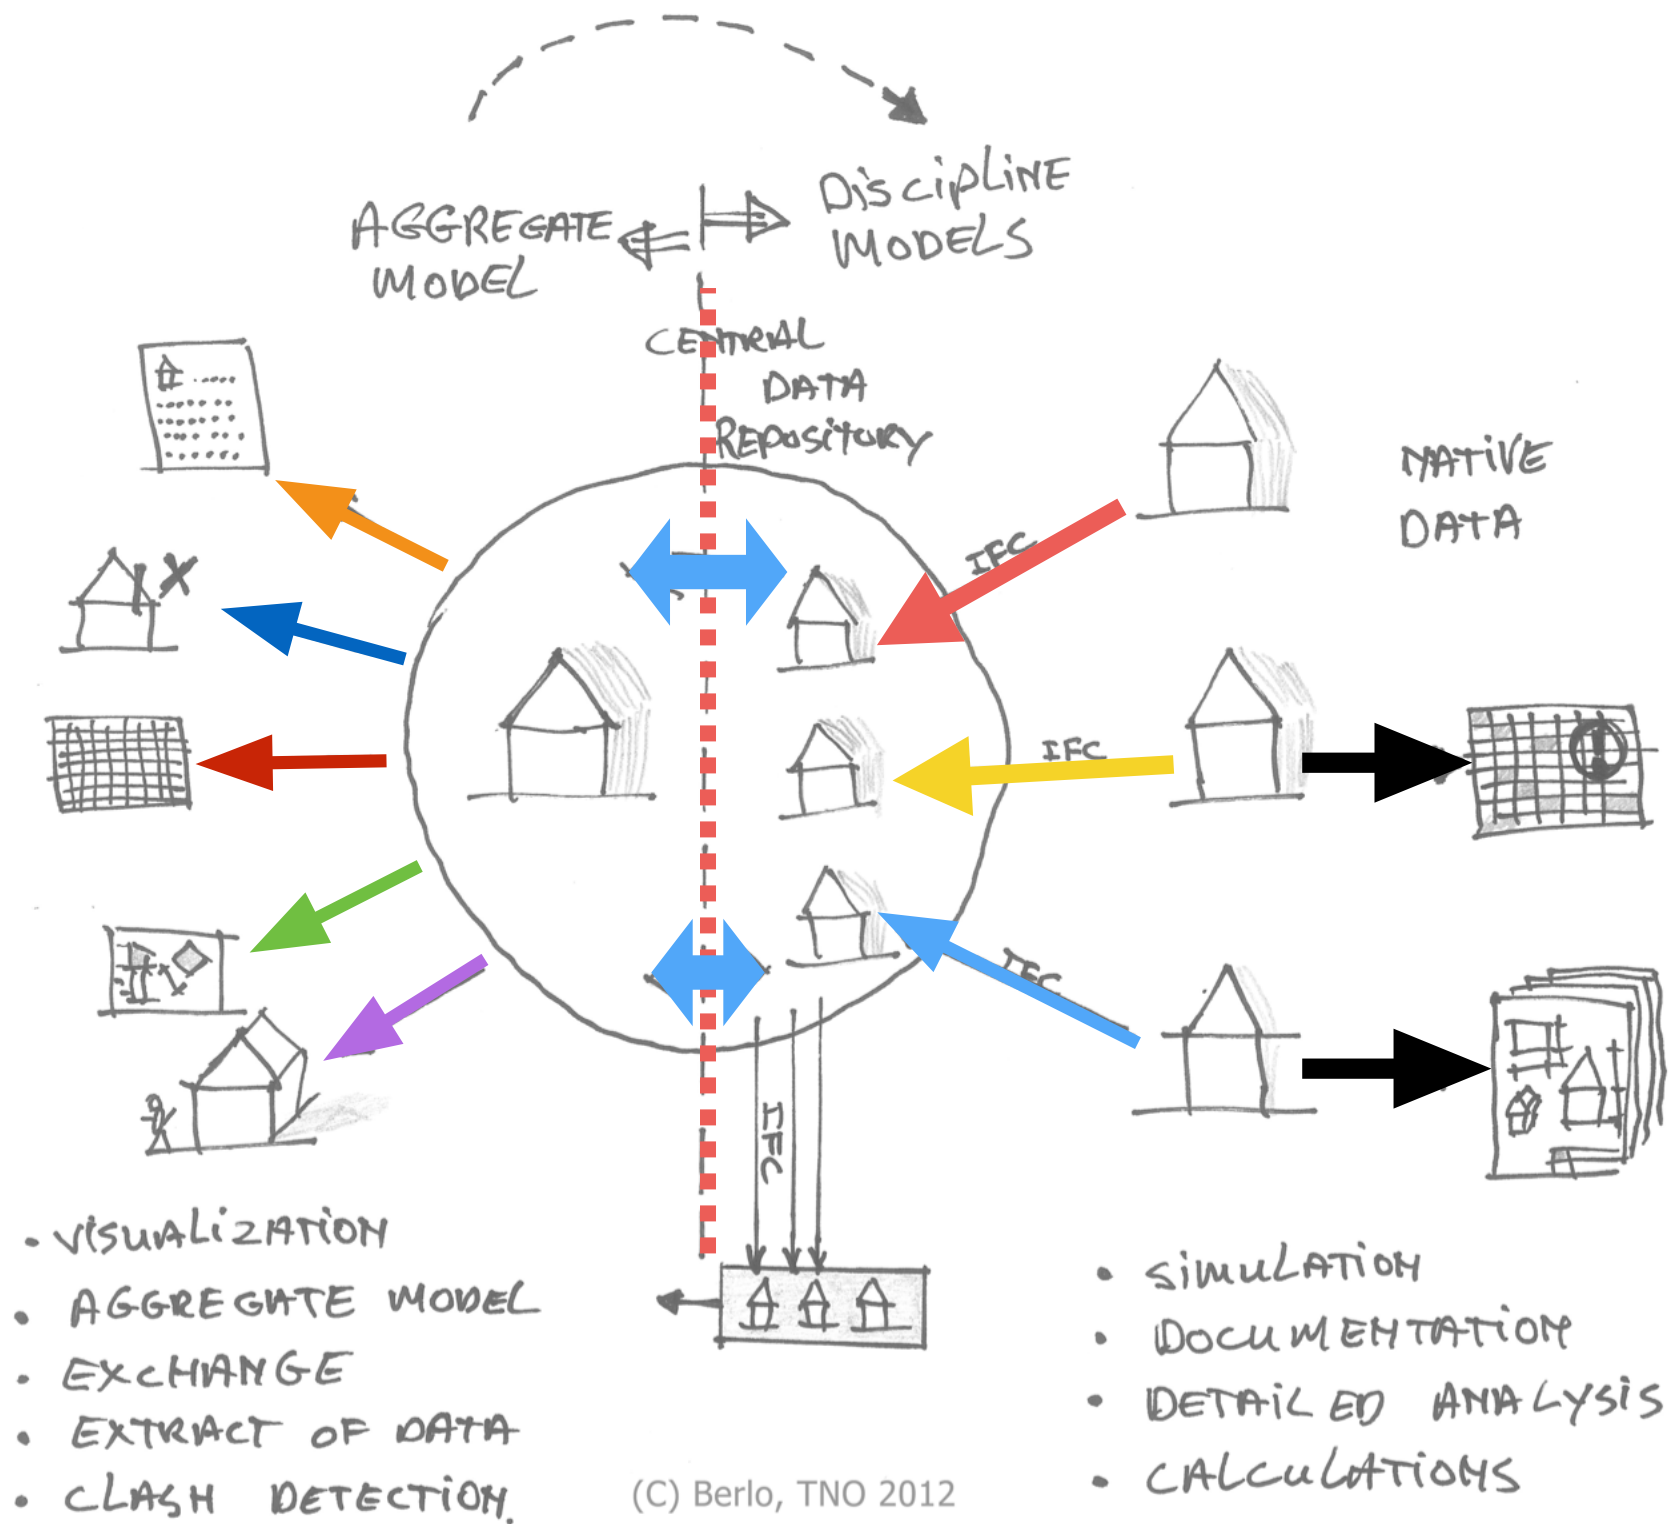 AGGREGATE
MODEL
DISCIPLINE
MODELS
CENTRAL
DATA
REPOSITORY
NATIVE
DATA
IFC
IFC
IFC
IFC
• VISUALIZATION
• AGGREGATE MODEL
• EXCHANGE
• EXTRACT OF DATA
• CLASH DETECTION.
• SIMULATION
• DOCUMENTATION
• DETAILED ANALYSIS
• CALCULATIONS
(C) Berlo, TNO 2012